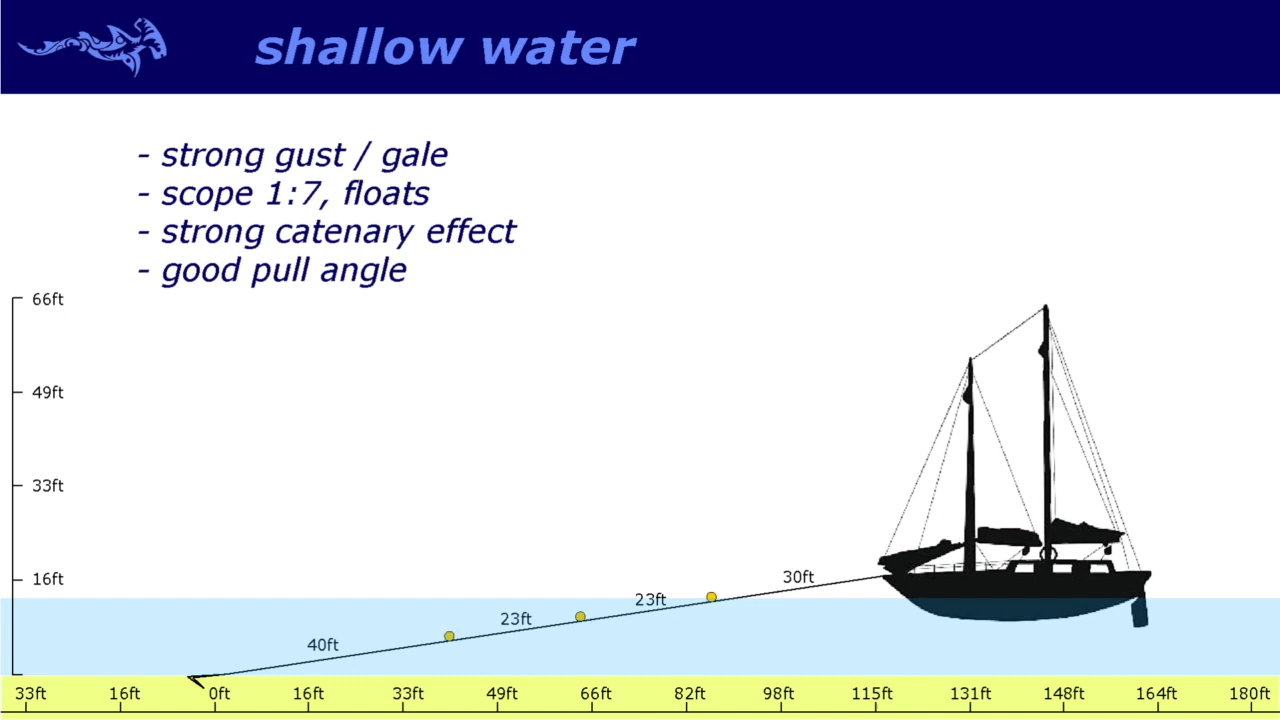 shallow water
- strong gust / gale
- scope 1:7, floats
- strong catenary effect
- good pull angle
66ft
49ft
33ft
16ft
30ft
23ft
23ft
40ft
33ft 16ft 0ft 16ft 33ft 49ft 66ft 82ft 98ft 115ft 131ft 148ft 164ft 180ft